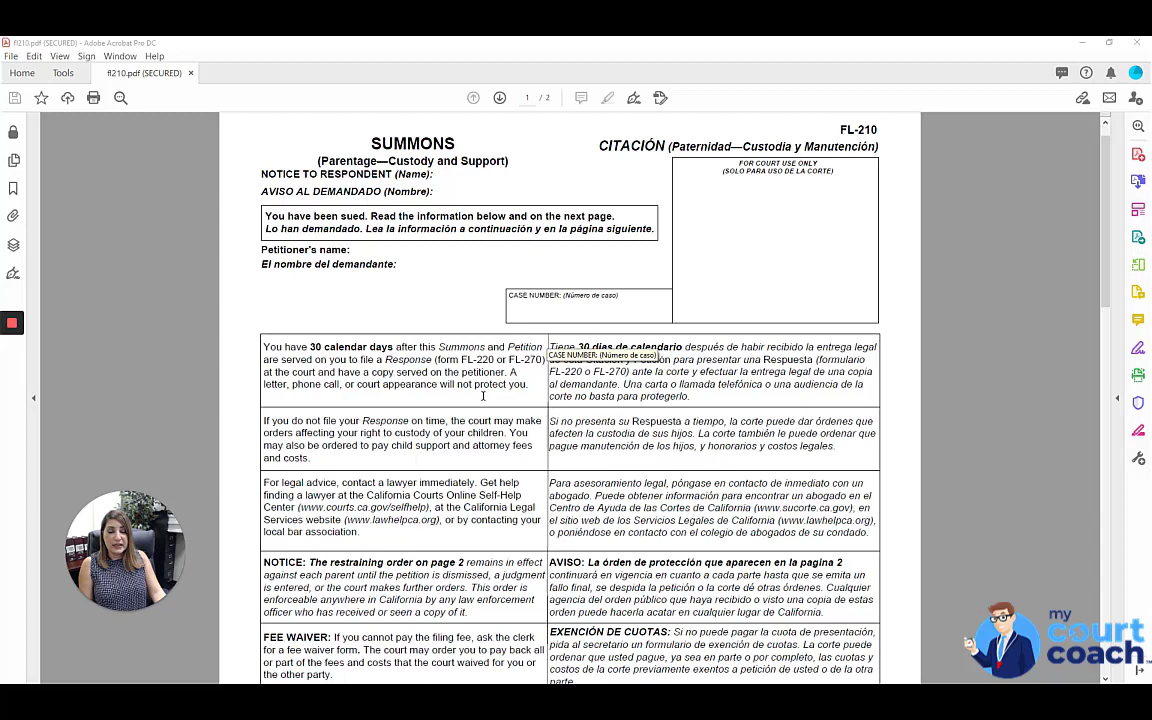 fl210.pdf (SECURED) - Adobe Acrobat Pro DC
File Edit View Sign Window Help
Home Tools fl210.pdf (SECURED) ×
1 / 2
FL-210
SUMMONS
(Parentage—Custody and Support)
CITACIÓN (Paternidad—Custodia y Manutención)
NOTICE TO RESPONDENT (Name):
AVISO AL DEMANDADO (Nombre):
FOR COURT USE ONLY
(SOLO PARA USO DE LA CORTE)
You have been sued. Read the information below and on the next page.
Lo han demandado. Lea la información a continuación y en la página siguiente.
Petitioner's name:
El nombre del demandante:
CASE NUMBER: (Número de caso)
You have 30 calendar days after this Summons and Petition
are served on you to file a Response (form FL-220 or FL-270)
at the court and have a copy served on the petitioner. A
letter, phone call, or court appearance will not protect you.
Tiene 30 días de calendario después de habir recibido la entrega legal
CASE NUMBER: (Número de caso)
para presentar una Respuesta (formulario
FL-220 o FL-270) ante la corte y efectuar la entrega legal de una copia
al demandante. Una carta o llamada telefónica o una audiencia de la
corte no basta para protegerlo.
If you do not file your Response on time, the court may make
orders affecting your right to custody of your children. You
may also be ordered to pay child support and attorney fees
and costs.
Si no presenta su Respuesta a tiempo, la corte puede dar órdenes que
afecten la custodia de sus hijos. La corte también le puede ordenar que
pague manutención de los hijos, y honorarios y costos legales.
For legal advice, contact a lawyer immediately. Get help
finding a lawyer at the California Courts Online Self-Help
Center (www.courts.ca.gov/selfhelp), at the California Legal
Services website (www.lawhelpca.org), or by contacting your
local bar association.
Para asesoramiento legal, póngase en contacto de inmediato con un
abogado. Puede obtener información para encontrar un abogado en el
Centro de Ayuda de las Cortes de California (www.sucorte.ca.gov), en
el sitio web de los Servicios Legales de California (www.lawhelpca.org),
o poniéndose en contacto con el colegio de abogados de su condado.
NOTICE: The restraining order on page 2 remains in effect
against each parent until the petition is dismissed, a judgment
is entered, or the court makes further orders. This order is
enforceable anywhere in California by any law enforcement
officer who has received or seen a copy of it.
AVISO: La órden de protección que aparecen en la pagina 2
continuará en vigencia en cuanto a cada parte hasta que se emita un
fallo final, se despida la petición o la corte dé otras órdenes. Cualquier
agencia del orden público que haya recibido o visto una copia de estas
orden puede hacerla acatar en cualquier lugar de California.
FEE WAIVER: If you cannot pay the filing fee, ask the clerk
for a fee waiver form. The court may order you to pay back all
or part of the fees and costs that the court waived for you or
the other party.
EXENCIÓN DE CUOTAS: Si no puede pagar la cuota de presentación,
pida al secretario un formulario de exención de cuotas. La corte puede
ordenar que usted pague, ya sea en parte o por completo, las cuotas y
costos de la corte previamente exentos a petición de usted o de la otra
parte.
my
court
coach